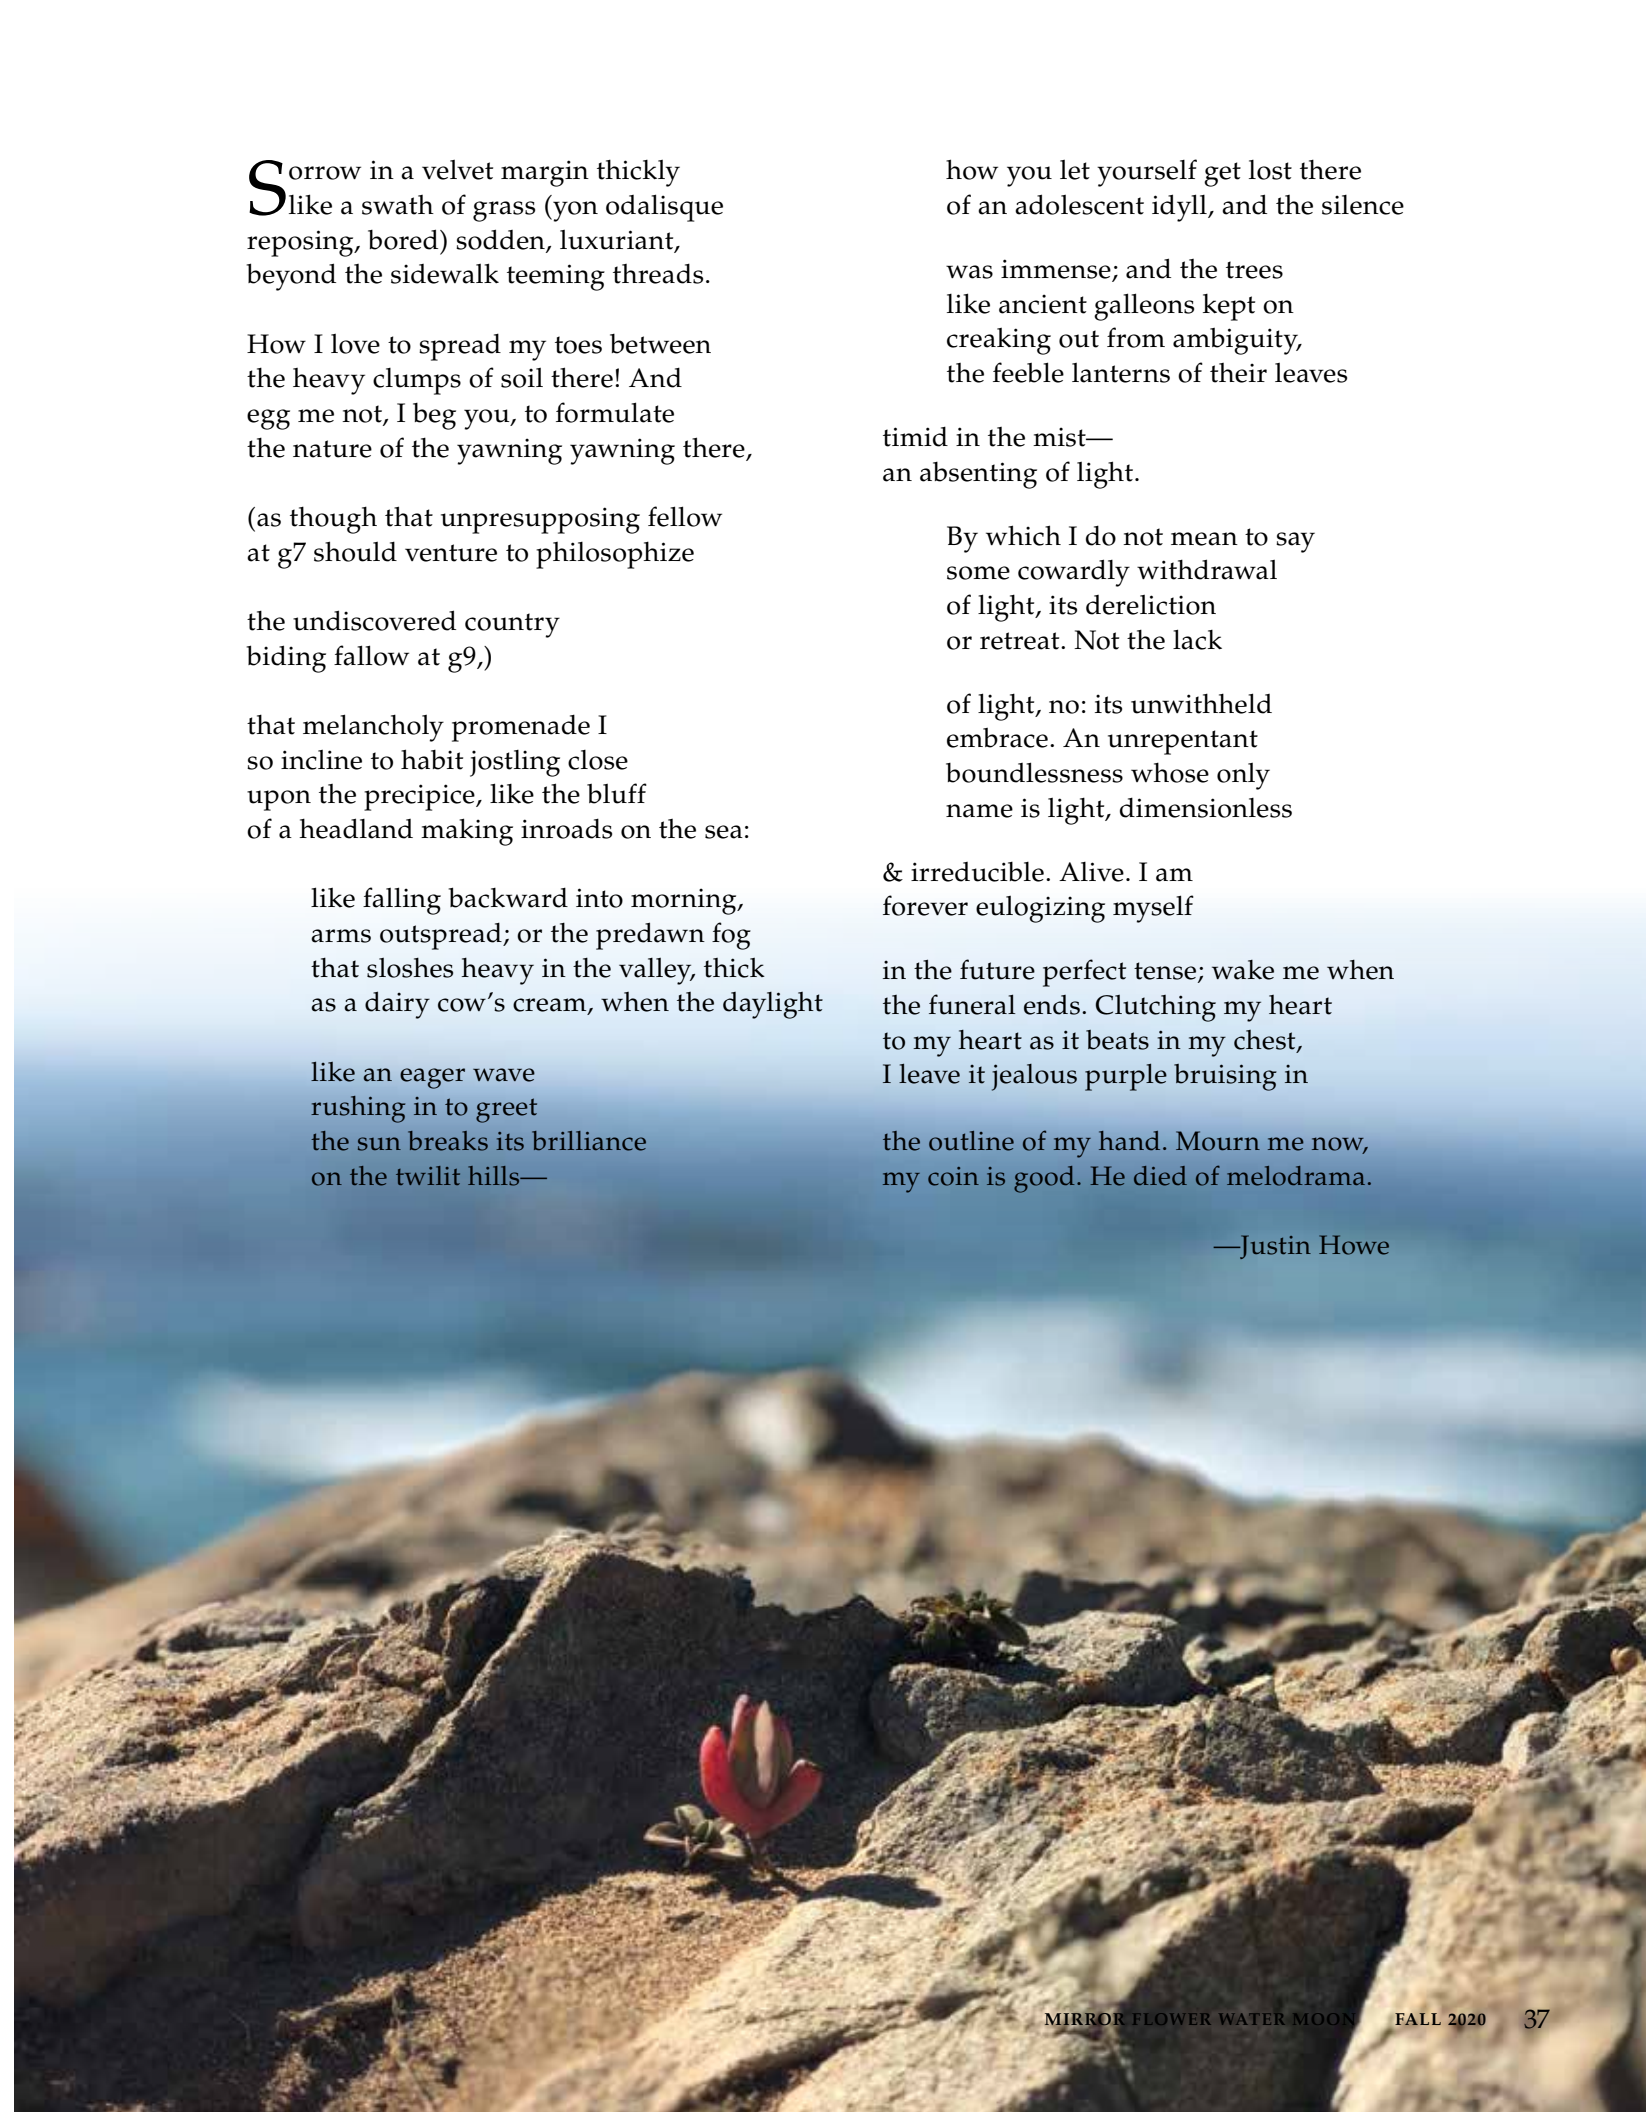 Sorrow in a velvet margin thickly
like a swath of grass (yon odalisque
reposing, bored) sodden, luxuriant,
beyond the sidewalk teeming threads.
How I love to spread my toes between
the heavy clumps of soil there! And
egg me not, I beg you, to formulate
the nature of the yawning yawning there,
(as though that unpresupposing fellow
at g7 should venture to philosophize
the undiscovered country
biding fallow at g9,)
that melancholy promenade I
so incline to habit jostling close
upon the precipice, like the bluff
of a headland making inroads on the sea:
like falling backward into morning,
arms outspread; or the predawn fog
that sloshes heavy in the valley, thick
as a dairy cow’s cream, when the daylight
like an eager wave
rushing in to greet
the sun breaks its brilliance
on the twilit hills—
how you let yourself get lost there
of an adolescent idyll, and the silence
was immense; and the trees
like ancient galleons kept on
creaking out from ambiguity,
the feeble lanterns of their leaves
timid in the mist—
an absenting of light.
By which I do not mean to say
some cowardly withdrawal
of light, its dereliction
or retreat. Not the lack
of light, no: its unwithheld
embrace. An unrepentant
boundlessness whose only
name is light, dimensionless
& irreducible. Alive. I am
forever eulogizing myself
in the future perfect tense; wake me when
the funeral ends. Clutching my heart
to my heart as it beats in my chest,
I leave it jealous purple bruising in
the outline of my hand. Mourn me now,
my coin is good. He died of melodrama.
—Justin Howe
MIRROR FLOWER WATER MOON FALL 2020 37